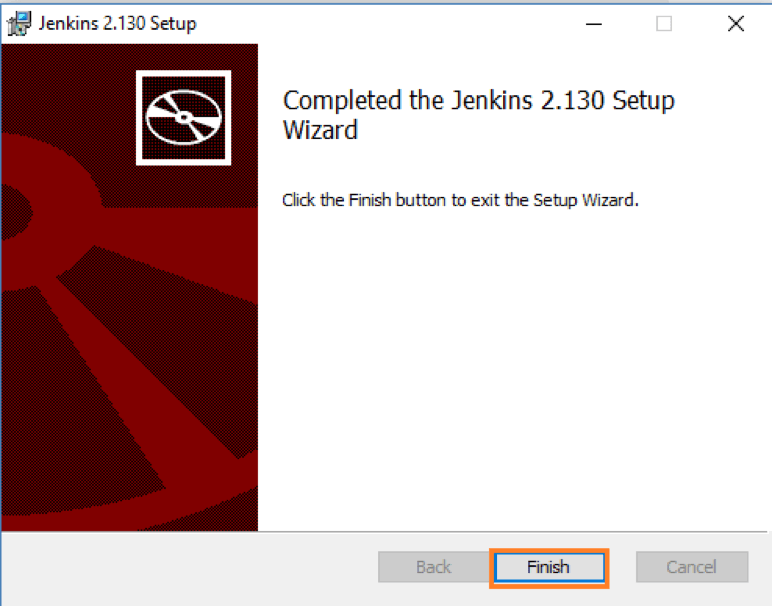 Jenkins 2.130 Setup
Completed the Jenkins 2.130 Setup
Wizard
Click the Finish button to exit the Setup Wizard.
Back
Finish
Cancel